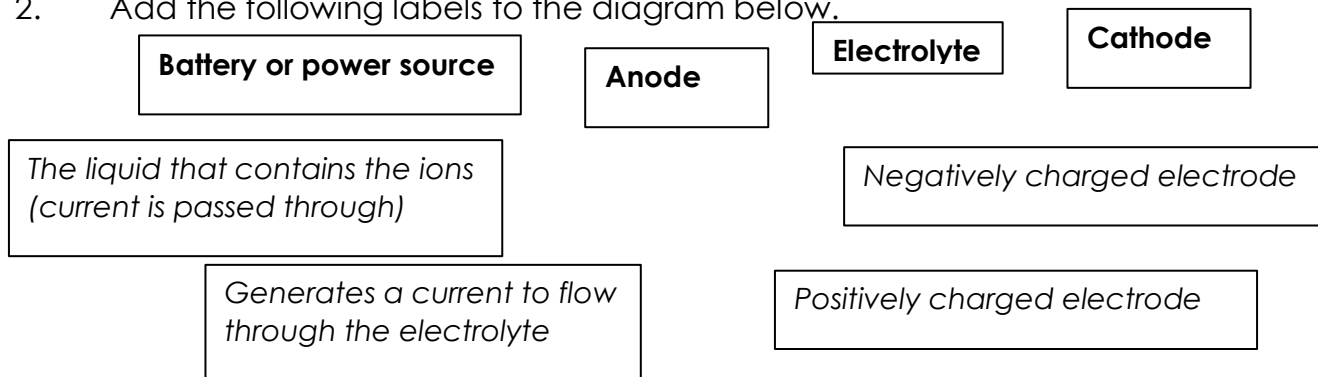 2. Add the following labels to the diagram below.
Battery or power source
Anode
Electrolyte
Cathode
The liquid that contains the ions
(current is passed through)
Negatively charged electrode
Generates a current to flow
through the electrolyte
Positively charged electrode